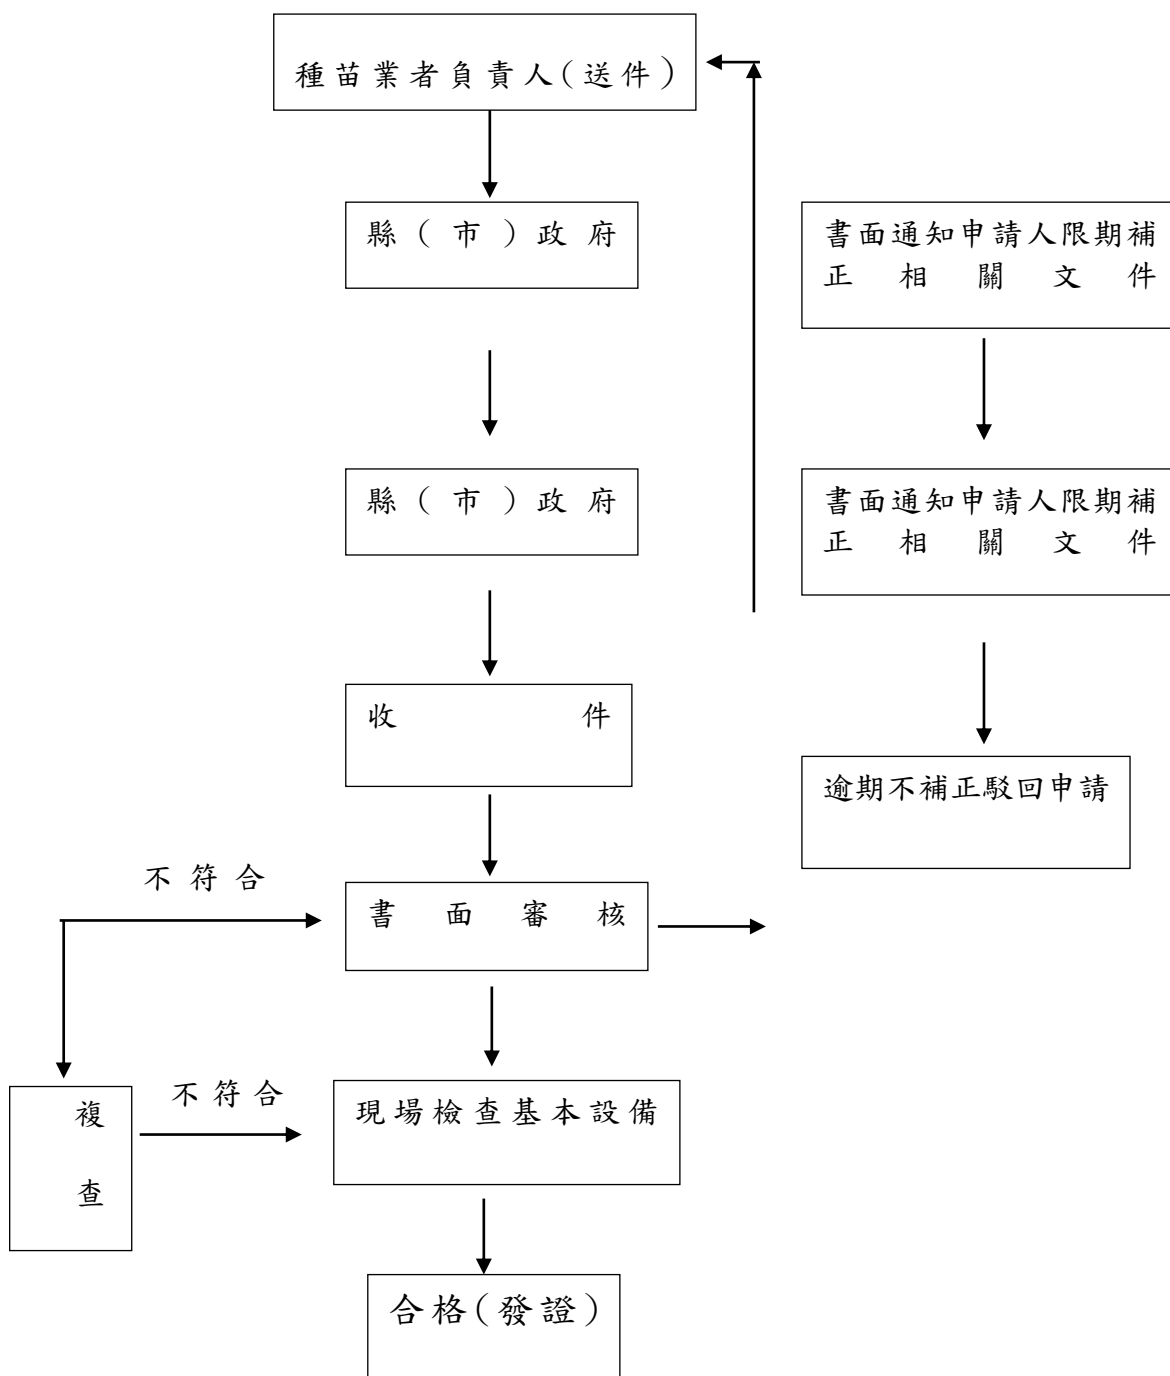 種苗業者負責人(送件)
縣(市)政府
書面通知申請人限期補
正相關文件
縣(市)政府
書面通知申請人限期補
正相關文件
收件
逾期不補正駁回申請
不符合
書面審核
複
查
不符合
現場檢查基本設備
合格(發證)